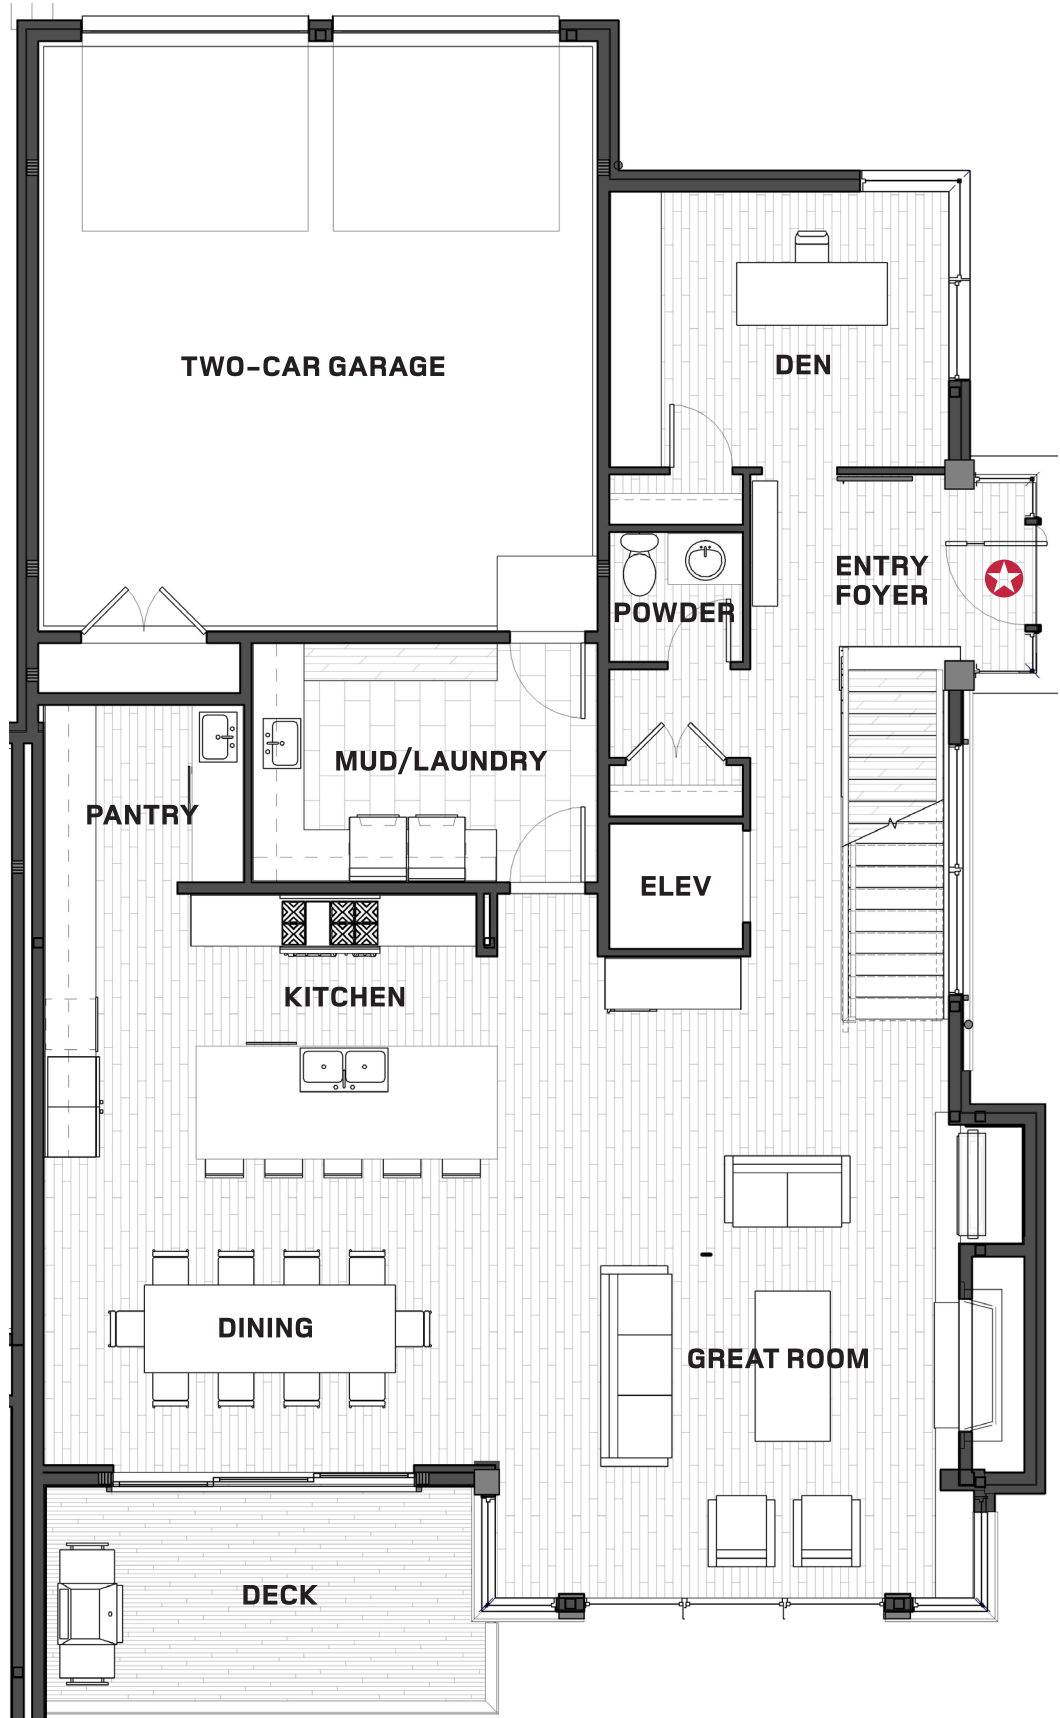 TWO-CAR GARAGE
DEN
ENTRY
FOYER
POWDER
MUD/LAUNDRY
PANTRY
ELEV
KITCHEN
DINING
GREAT ROOM
DECK